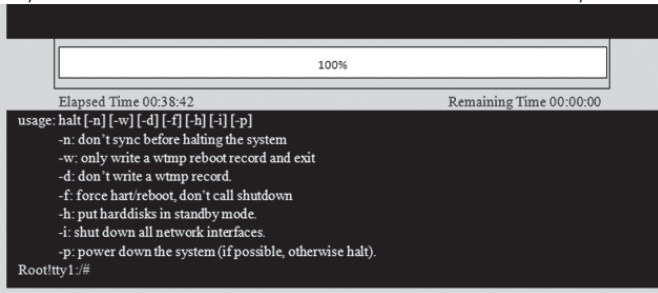 100%
Elapsed Time 00:38:42 Remaining Time 00:00:00
usage: halt [-n] [-w] [-d] [-f] [-h] [-i] [-p]
-n: don't sync before halting the system
-w: only write a wtmp reboot record and exit
-d: don't write a wtmp record.
-f: force hart/reboot, don't call shutdown
-h: put harddisks in standby mode.
-i: shut down all network interfaces.
-p: power down the system (if possible, otherwise halt).
Root!tty1:/#